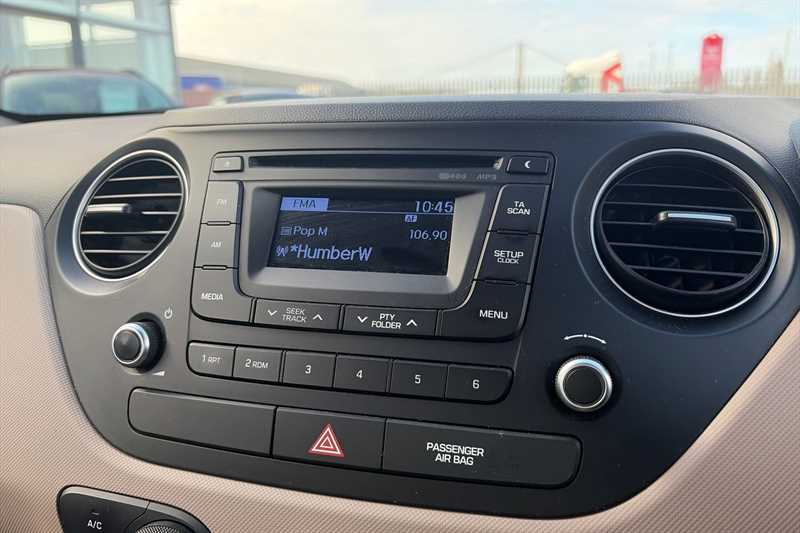 MP3
FM
AM
MEDIA
FMA 10:45
AF
Pop M 106,90
*HumberW
TA
SCAN
SETUP
CLOCK
MENU
SEEK
TRACK
PTY
FOLDER
1 RPT
2 RDM
3
4
5
6
PASSENGER
AIR BAG
A/C